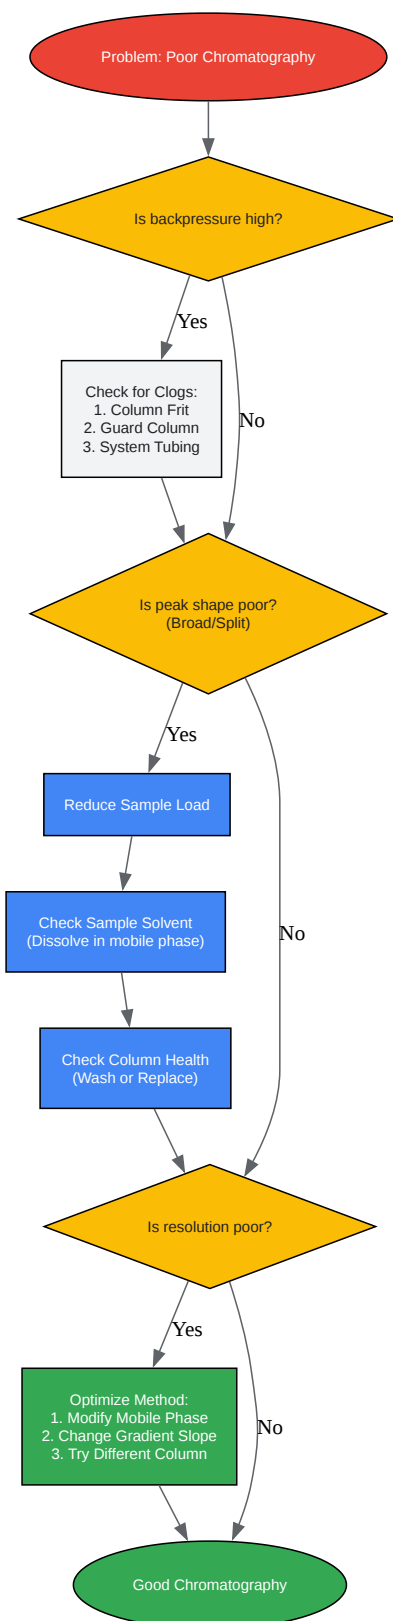 Problem: Poor Chromatography
Is backpressure high?
Yes
Check for Clogs:
1. Column Frit
2. Guard Column
3. System Tubing
No
Is peak shape poor?
(Broad/Split)
Yes
Reduce Sample Load
Check Sample Solvent
(Dissolve in mobile phase)
No
Check Column Health
(Wash or Replace)
Is resolution poor?
Yes
Optimize Method:
1. Modify Mobile Phase
2. Change Gradient Slope
3. Try Different Column
No
Good Chromatography